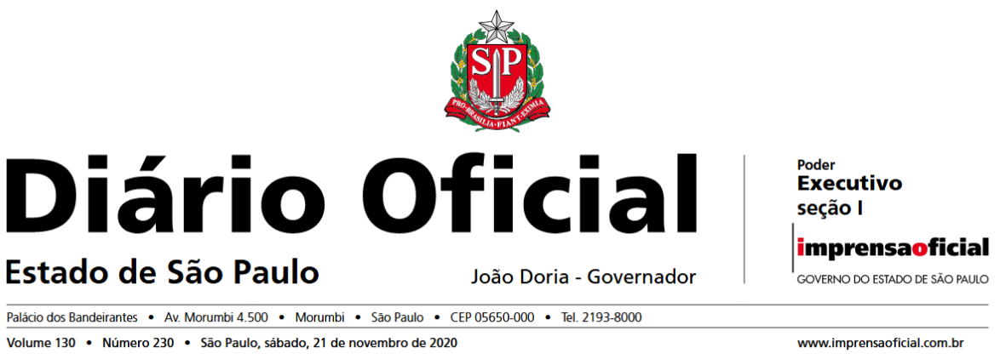 SP
PRO·BRASILIA·FIANT·EXIMIA
Diário Oficial
Estado de São Paulo
João Doria - Governador
Poder
Executivo
seção I
imprensaoficial
GOVERNO DO ESTADO DE SÃO PAULO
Palácio dos Bandeirantes • Av. Morumbi 4.500 • Morumbi • São Paulo • CEP 05650-000 • Tel. 2193-8000
Volume 130 • Número 230 • São Paulo, sábado, 21 de novembro de 2020
www.imprensaoficial.com.br